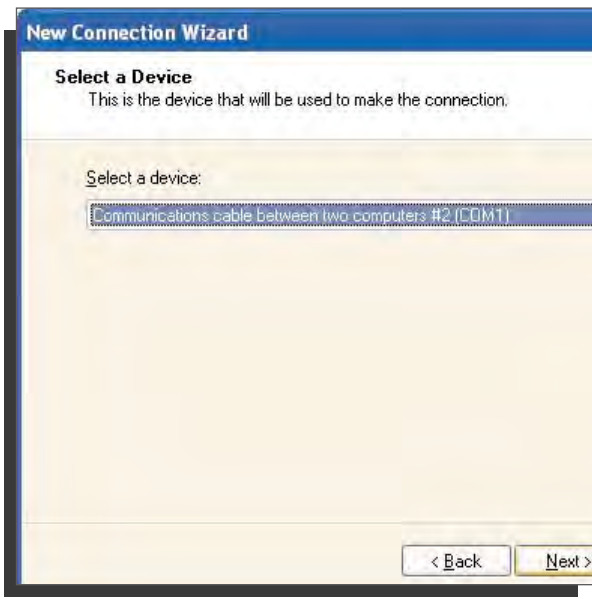 New Connection Wizard
Select a Device
This is the device that will be used to make the connection.
Select a device:
Communications cable between two computers #2 (COM1)
< Back
Next >